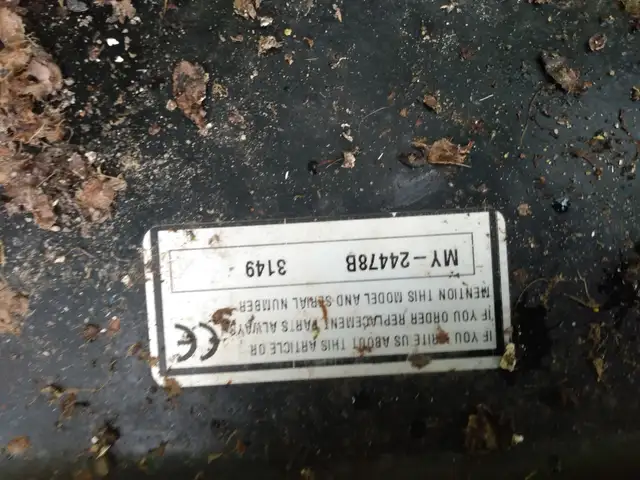 IF YOU WRITE US ABOUT THIS ARTICLE OR
IF YOU ORDER REPLACEMENT PARTS ALWAYS
MENTION THIS MODEL AND SERIAL NUMBER
CE
MY-24478B 3149